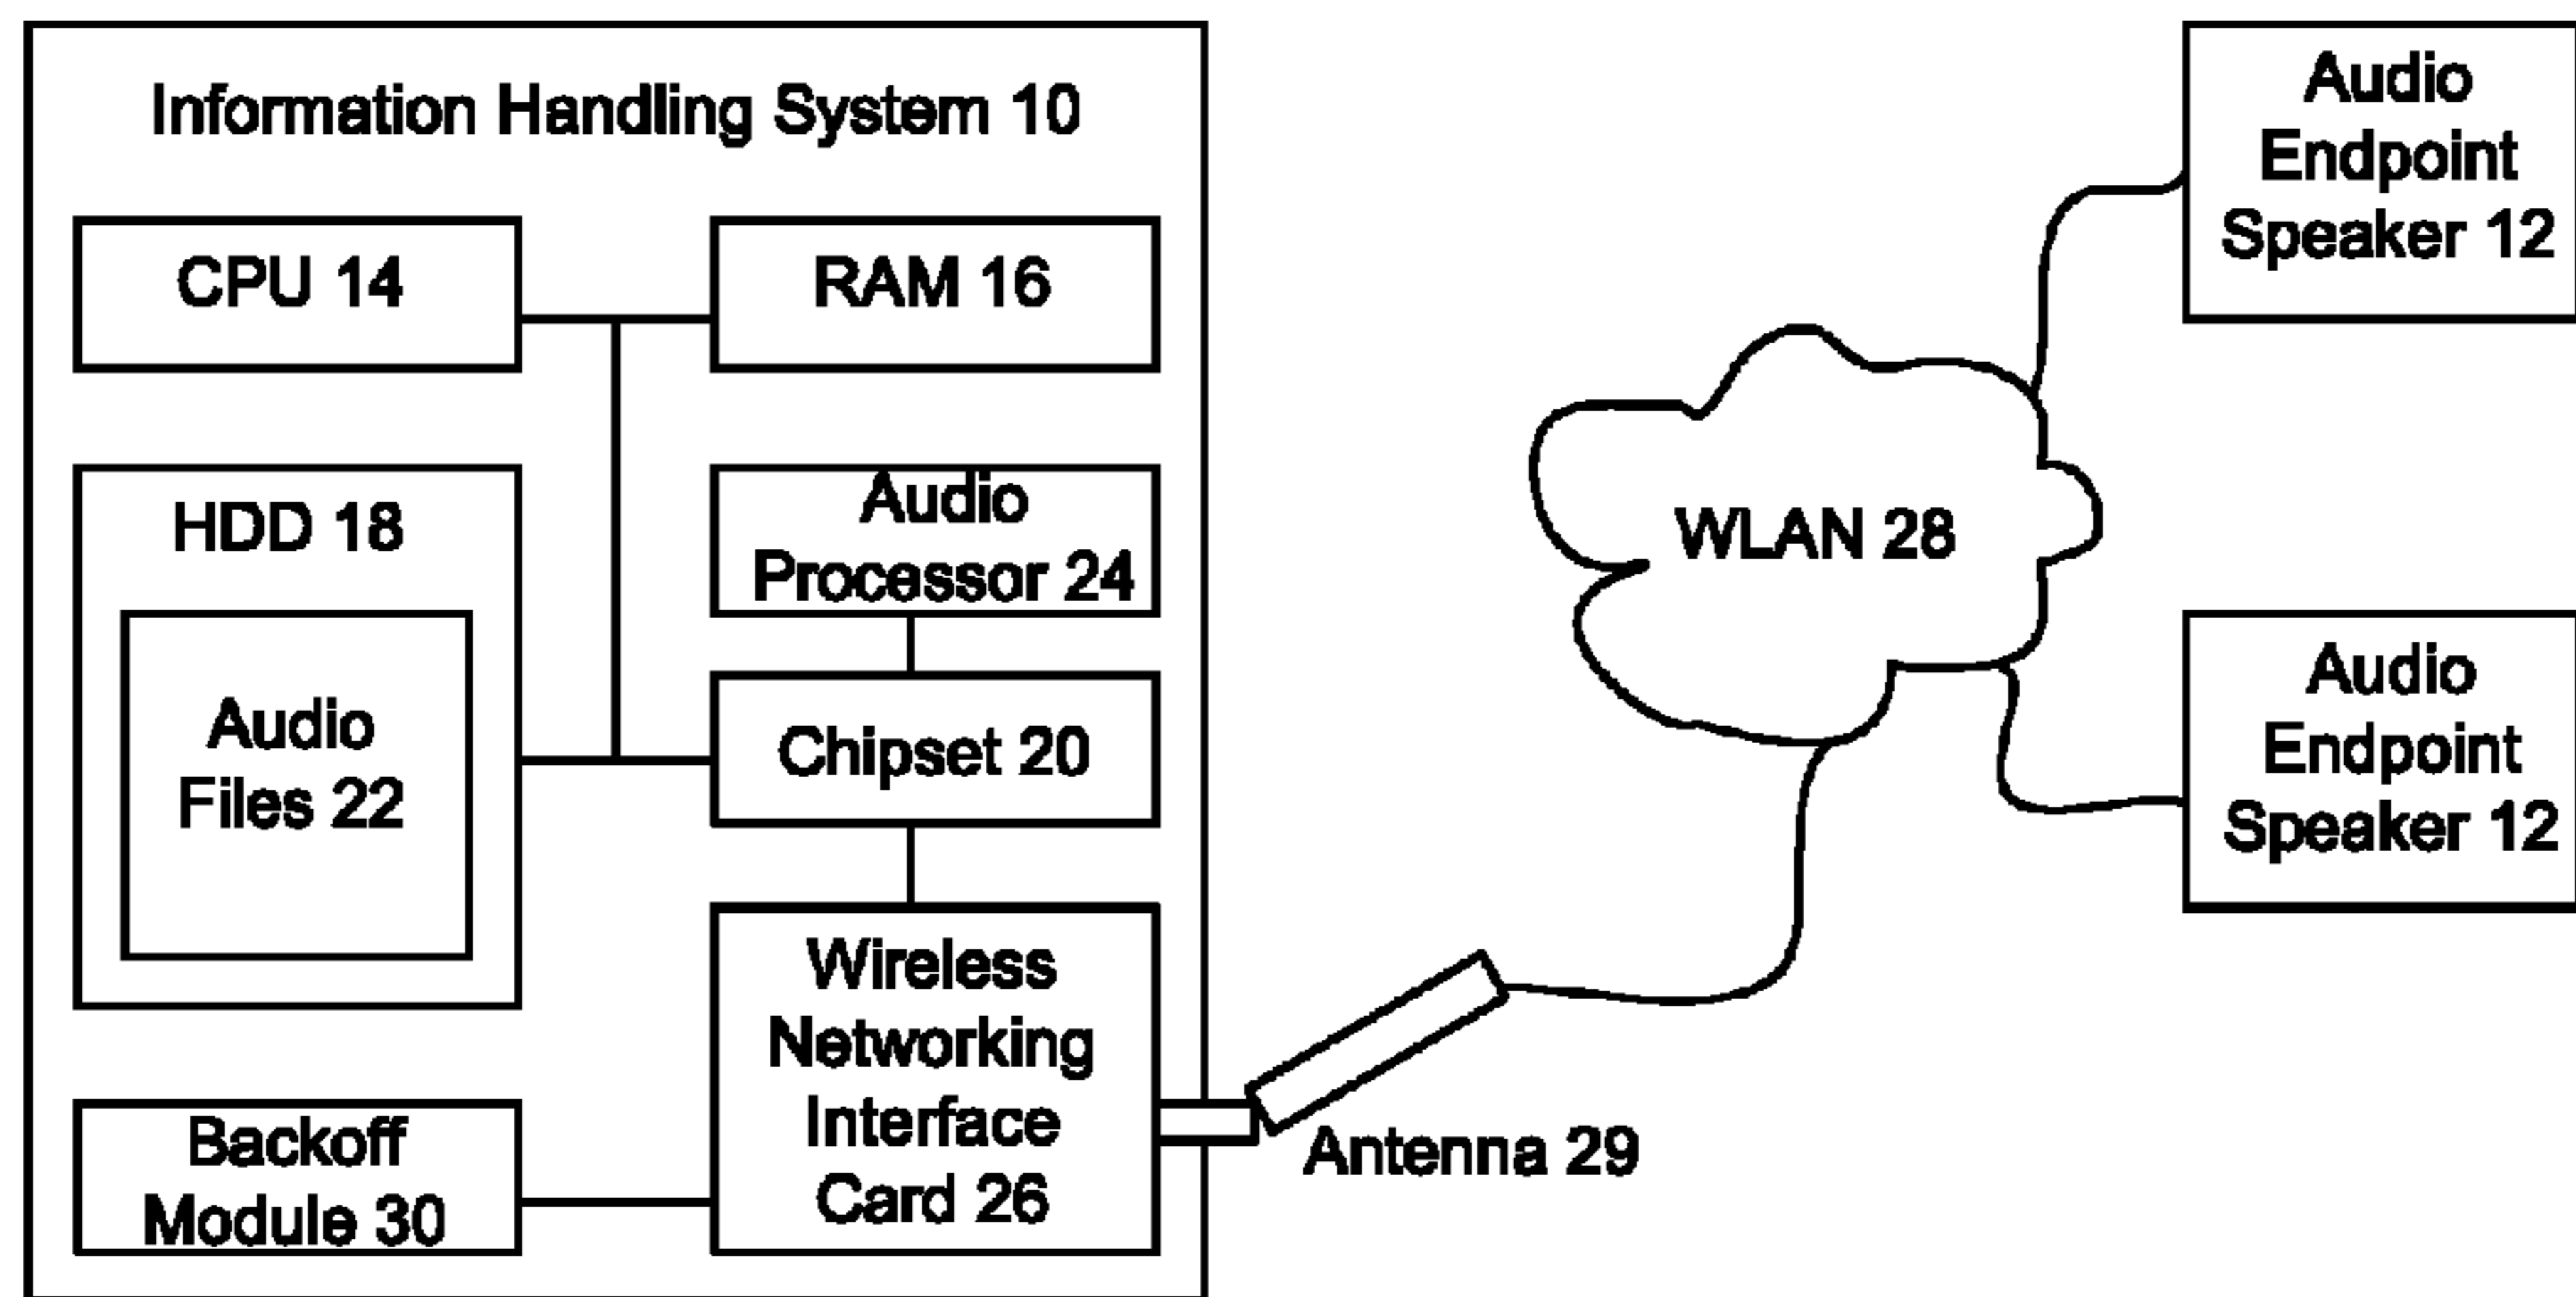 Information Handling System 10
CPU 14
RAM 16
HDD 18
Audio
Files 22
Audio
Processor 24
Chipset 20
Wireless
Networking
Interface
Card 26
Backoff
Module 30
Antenna 29
WLAN 28
Audio
Endpoint
Speaker 12
Audio
Endpoint
Speaker 12